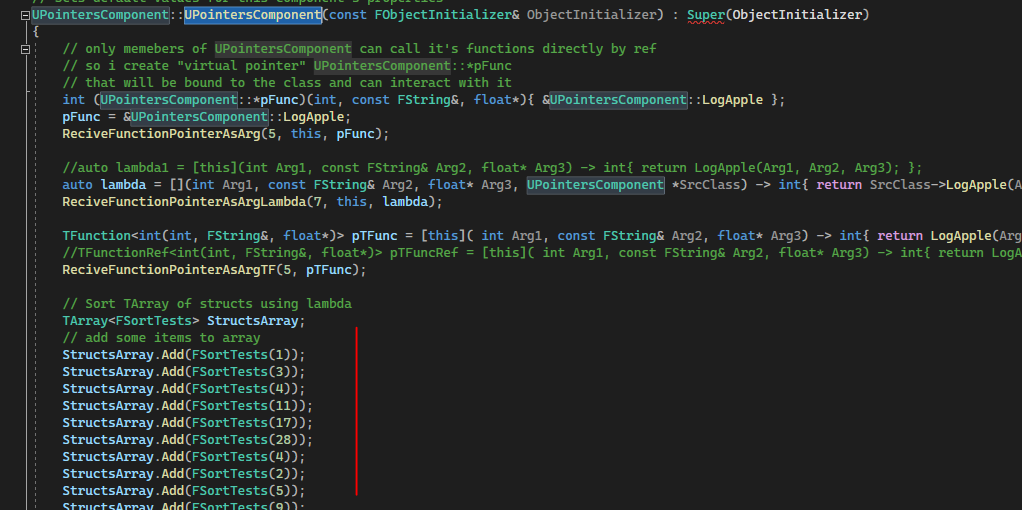 // Sets default values for this component's properties
UPointersComponent::UPointersComponent(const FObjectInitializer& ObjectInitializer) : Super(ObjectInitializer)
{
// only memebers of UPointersComponent can call it's functions directly by ref
// so i create "virtual pointer" UPointersComponent::*pFunc
// that will be bound to the class and can interact with it
int (UPointersComponent::*pFunc)(int, const FString&, float*){ &UPointersComponent::LogApple };
pFunc = &UPointersComponent::LogApple;
ReciveFunctionPointerAsArg(5, this, pFunc);
//auto lambda1 = [this](int Arg1, const FString& Arg2, float* Arg3) -> int{ return LogApple(Arg1, Arg2, Arg3); };
auto lambda = [](int Arg1, const FString& Arg2, float* Arg3, UPointersComponent *SrcClass) -> int{ return SrcClass->LogApple(A
ReciveFunctionPointerAsArgLambda(7, this, lambda);
TFunction<int(int, FString&, float*)> pTFunc = [this]( int Arg1, const FString& Arg2, float* Arg3) -> int{ return LogApple(Arg
//TFunctionRef<int(int, FString&, float*)> pTFuncRef = [this]( int Arg1, const FString& Arg2, float* Arg3) -> int{ return LogA
ReciveFunctionPointerAsArgTF(5, pTFunc);
// Sort TArray of structs using lambda
TArray<FSortTests> StructsArray;
// add some items to array
StructsArray.Add(FSortTests(1));
StructsArray.Add(FSortTests(3));
StructsArray.Add(FSortTests(4));
StructsArray.Add(FSortTests(11));
StructsArray.Add(FSortTests(17));
StructsArray.Add(FSortTests(28));
StructsArray.Add(FSortTests(4));
StructsArray.Add(FSortTests(2));
StructsArray.Add(FSortTests(5));
StructsArray.Add(FSortTests(9));